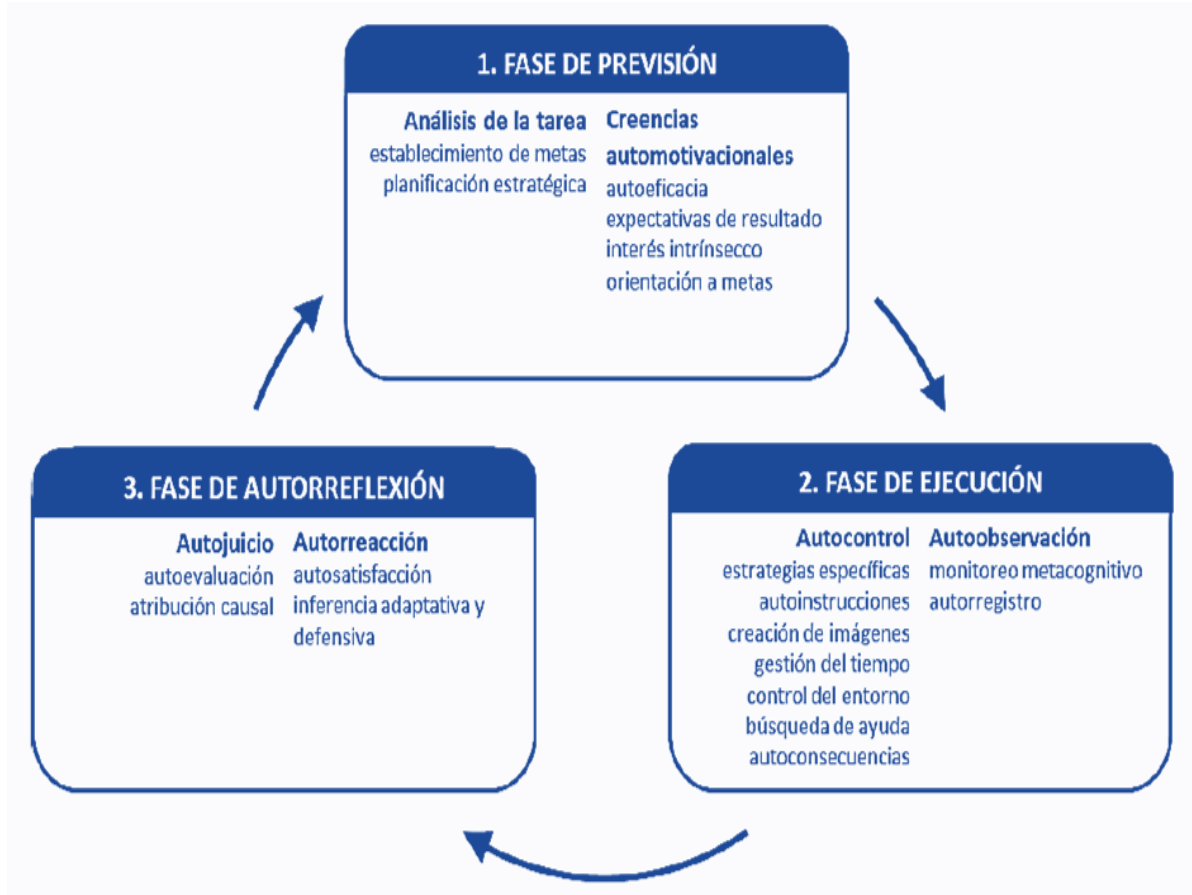 1. FASE DE PREVISIÓN
Análisis de la tarea
establecimiento de metas
planificación estratégica
Creencias
automotivacionales
autoeficacia
expectativas de resultado
interés intrínsecco
orientación a metas
3. FASE DE AUTORREFLEXIÓN
Autojuicio
autoevaluación
atribución causal
Autorreacción
autosatisfacción
inferencia adaptativa y
defensiva
2. FASE DE EJECUCIÓN
Autocontrol
estrategias específicas
autoinstrucciones
creación de imágenes
gestión del tiempo
control del entorno
búsqueda de ayuda
autoconsecuencias
Autoobservación
monitoreo metacognitivo
autorregistro